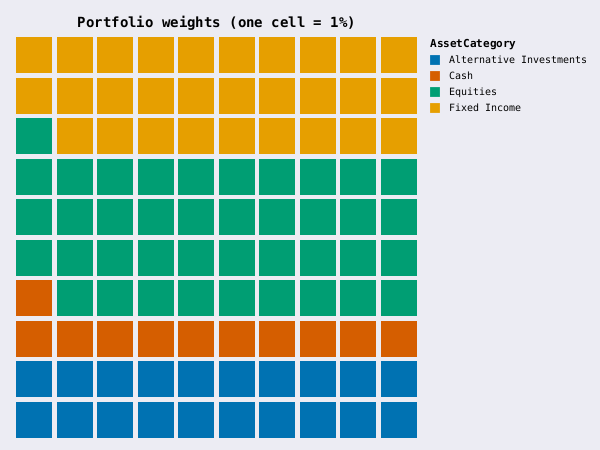 Portfolio weights (one cell = 1%)
AssetCategory
Alternative Investments
Cash
Equities
Fixed Income